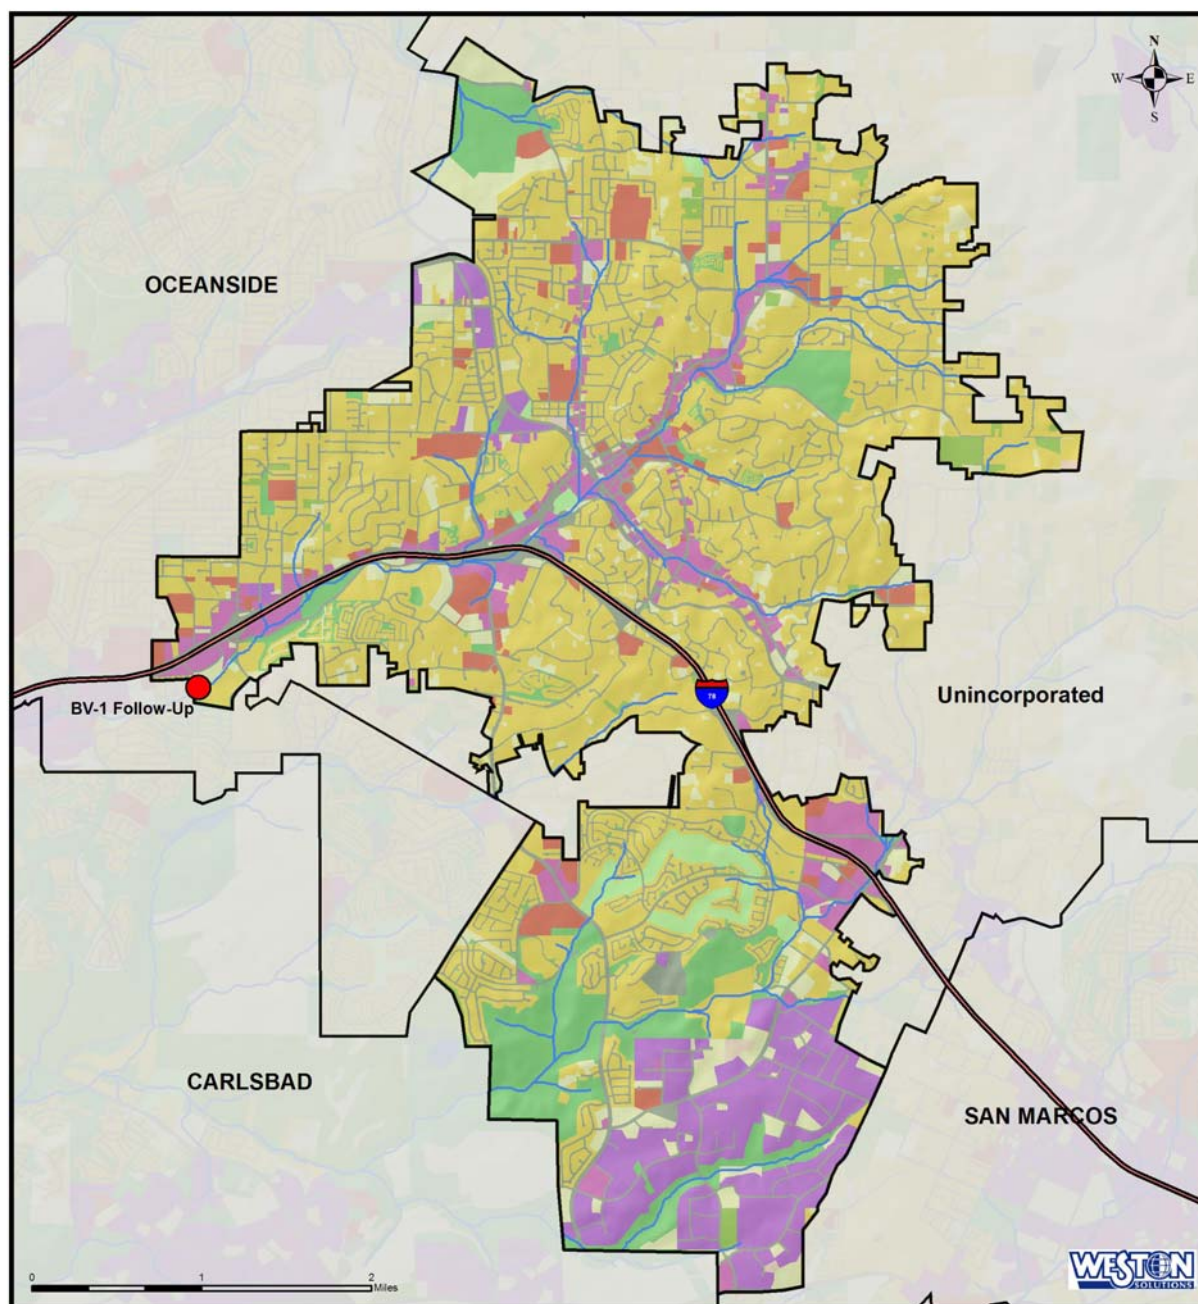 N
W E
S
OCEANSIDE
BV-1 Follow-Up
78
Unincorporated
CARLSBAD
SAN MARCOS
0 1 2
Miles
WESTON
SOLUTIONS